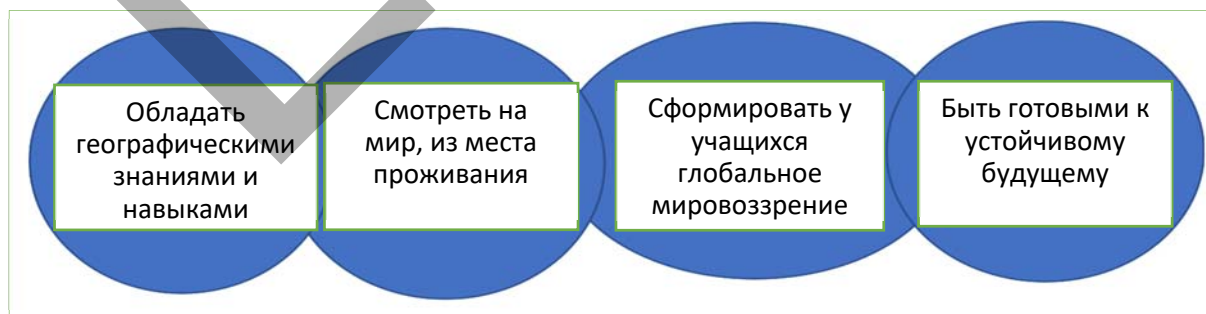 Обладать
географическими
знаниями и
навыками
Смотреть на
мир, из места
проживания
Сформировать у
учащихся
глобальное
мировоззрение
Быть готовыми к
устойчивому
будущему